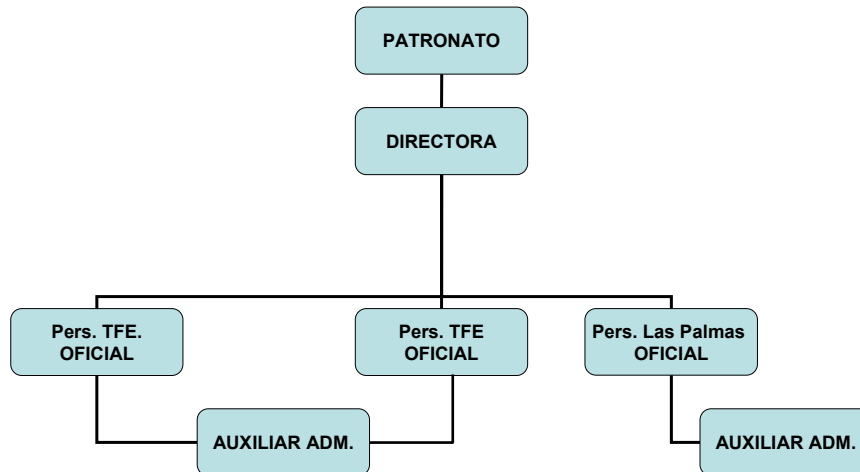 PATRONATO
DIRECTORA
Pers. TFE.
OFICIAL
Pers. TFE
OFICIAL
Pers. Las Palmas
OFICIAL
AUXILIAR ADM.
AUXILIAR ADM.